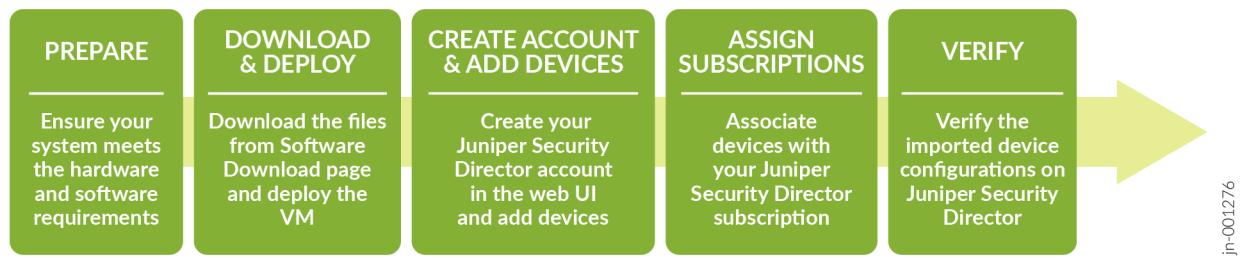 PREPARE
Ensure your
system meets
the hardware
and software
requirements
DOWNLOAD
& DEPLOY
Download the files
from Software
Download page
and deploy the
VM
CREATE ACCOUNT
& ADD DEVICES
Create your
Juniper Security
Director account
in the web UI
and add devices
ASSIGN
SUBSCRIPTIONS
Associate
devices with
your Juniper
Security Director
subscription
VERIFY
Verify the
imported device
configurations on
Juniper Security
Director
jn-001276